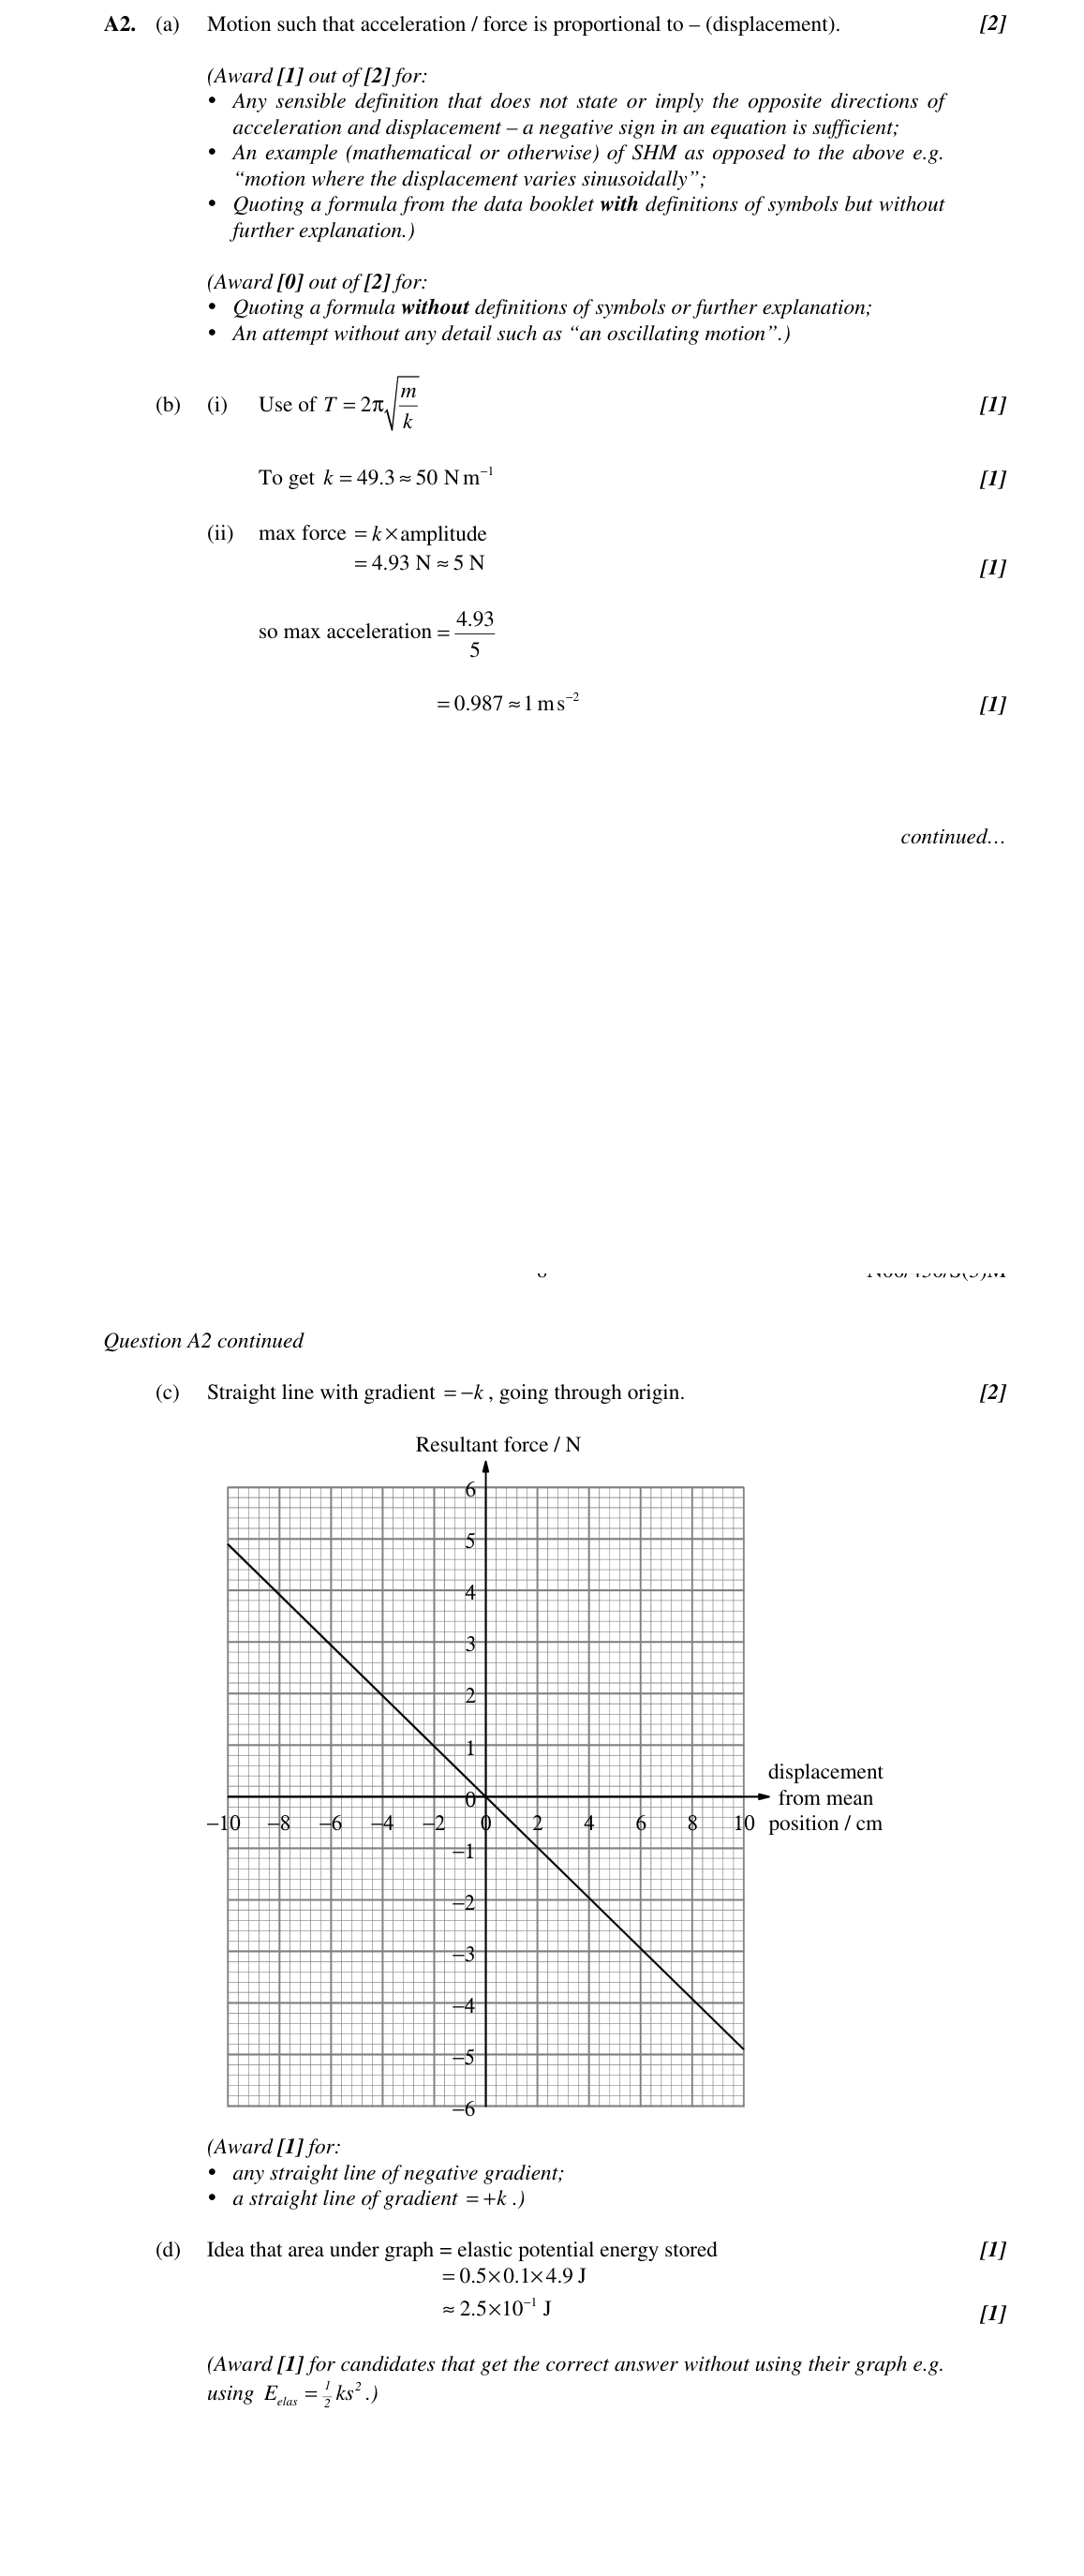 A2. (a) Motion such that acceleration / force is proportional to – (displacement). [2]
(Award [1] out of [2] for:
• Any sensible definition that does not state or imply the opposite directions of
acceleration and displacement – a negative sign in an equation is sufficient;
• An example (mathematical or otherwise) of SHM as opposed to the above e.g.
“motion where the displacement varies sinusoidally”;
• Quoting a formula from the data booklet with definitions of symbols but without
further explanation.)
(Award [0] out of [2] for:
• Quoting a formula without definitions of symbols or further explanation;
• An attempt without any detail such as “an oscillating motion”.)
(b) (i) Use of T = 2π√(m/k) [1]
To get k = 49.3 ≈ 50 N m⁻¹ [1]
(ii) max force = k × amplitude
= 4.93 N ≈ 5 N [1]
so max acceleration = 4.93/5
= 0.987 ≈ 1 m s⁻² [1]
continued…
Question A2 continued
(c) Straight line with gradient = −k , going through origin. [2]
Resultant force / N
6
5
4
3
2
1
0
displacement
from mean
position / cm
−10 −8 −6 −4 −2 0 2 4 6 8 10
−1
−2
−3
−4
−5
−6
(Award [1] for:
• any straight line of negative gradient;
• a straight line of gradient = +k .)
(d) Idea that area under graph = elastic potential energy stored [1]
= 0.5×0.1×4.9 J
≈ 2.5×10⁻¹ J [1]
(Award [1] for candidates that get the correct answer without using their graph e.g.
using E_elas = ½ ks² .)